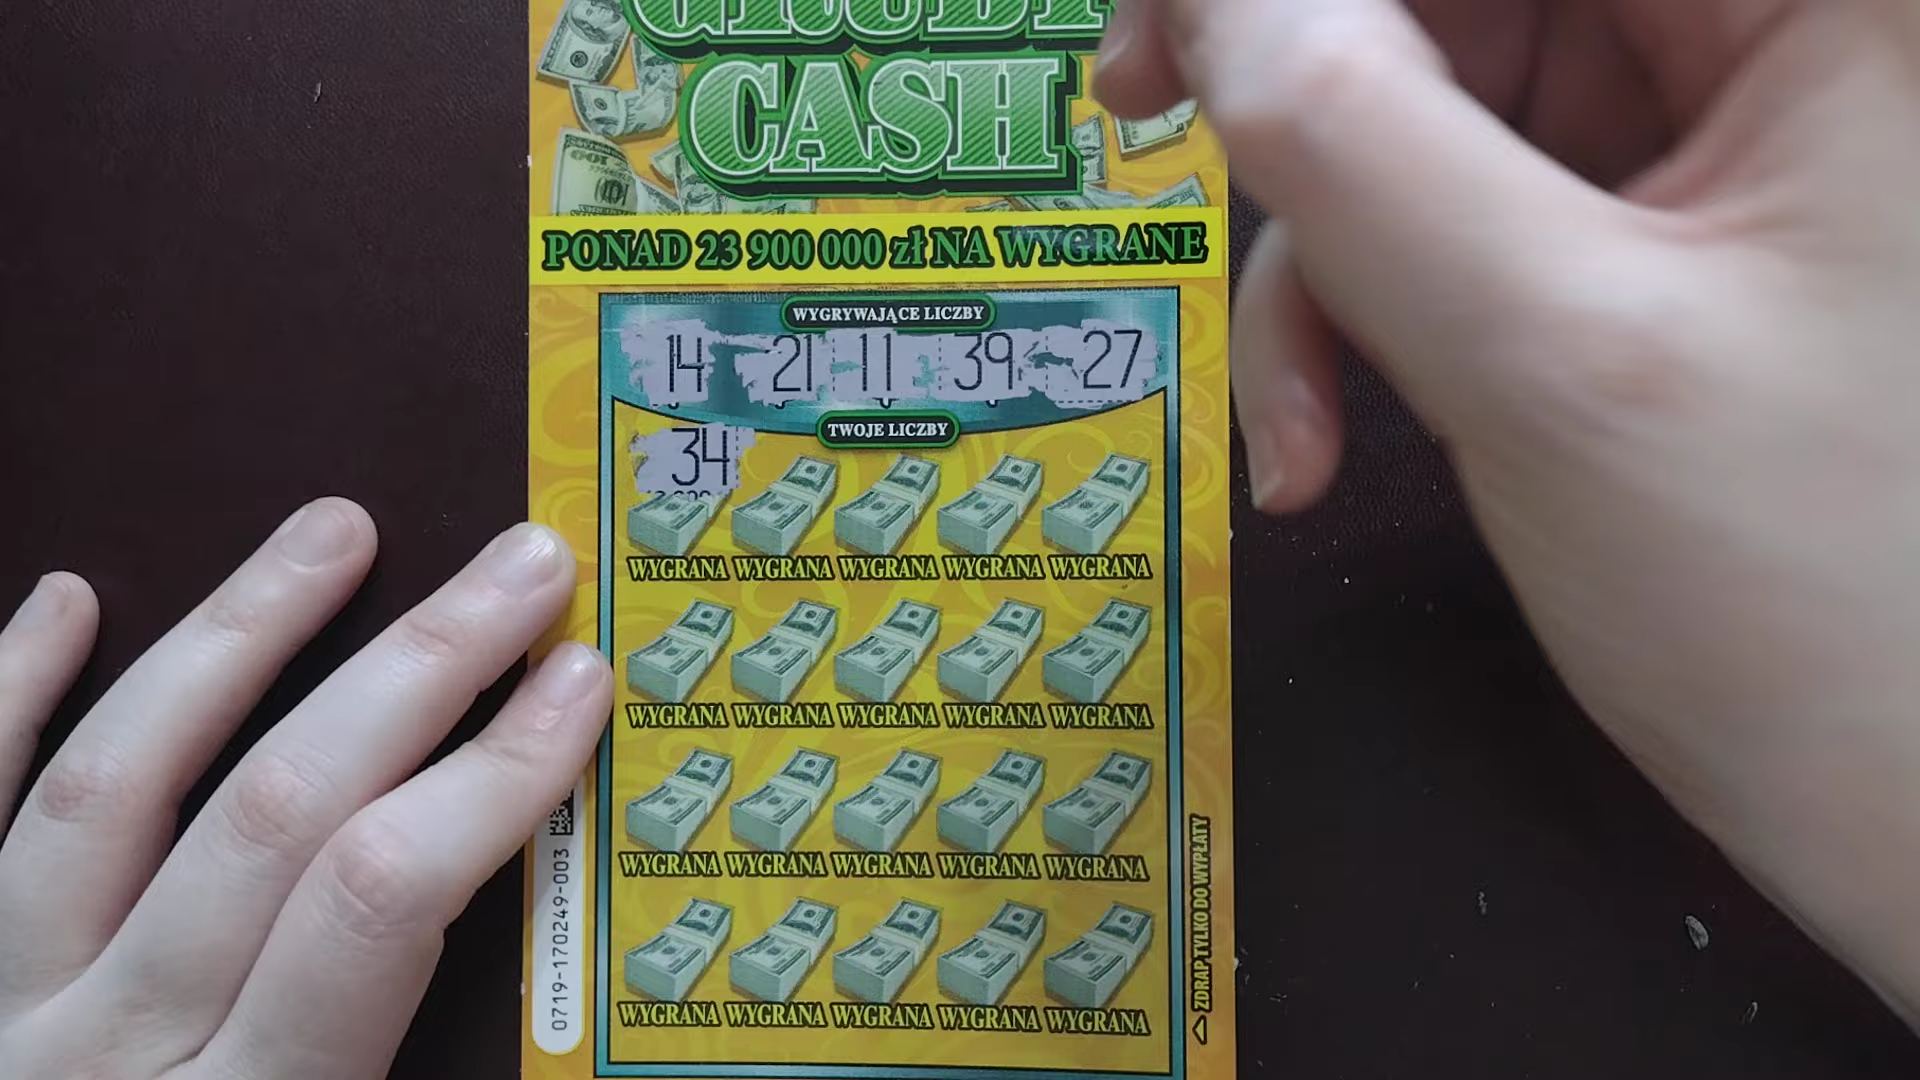 CASH
PONAD 23 900 000 zł NA WYGRANE
WYGRYWAJĄCE LICZBY
14 21 11 39 27
TWOJE LICZBY
34
WYGRANA WYGRANA WYGRANA WYGRANA WYGRANA
WYGRANA WYGRANA WYGRANA WYGRANA WYGRANA
WYGRANA WYGRANA WYGRANA WYGRANA WYGRANA
WYGRANA WYGRANA WYGRANA WYGRANA WYGRANA
0719-170249-003
ZDRAP TYLKO DO WYPŁATY